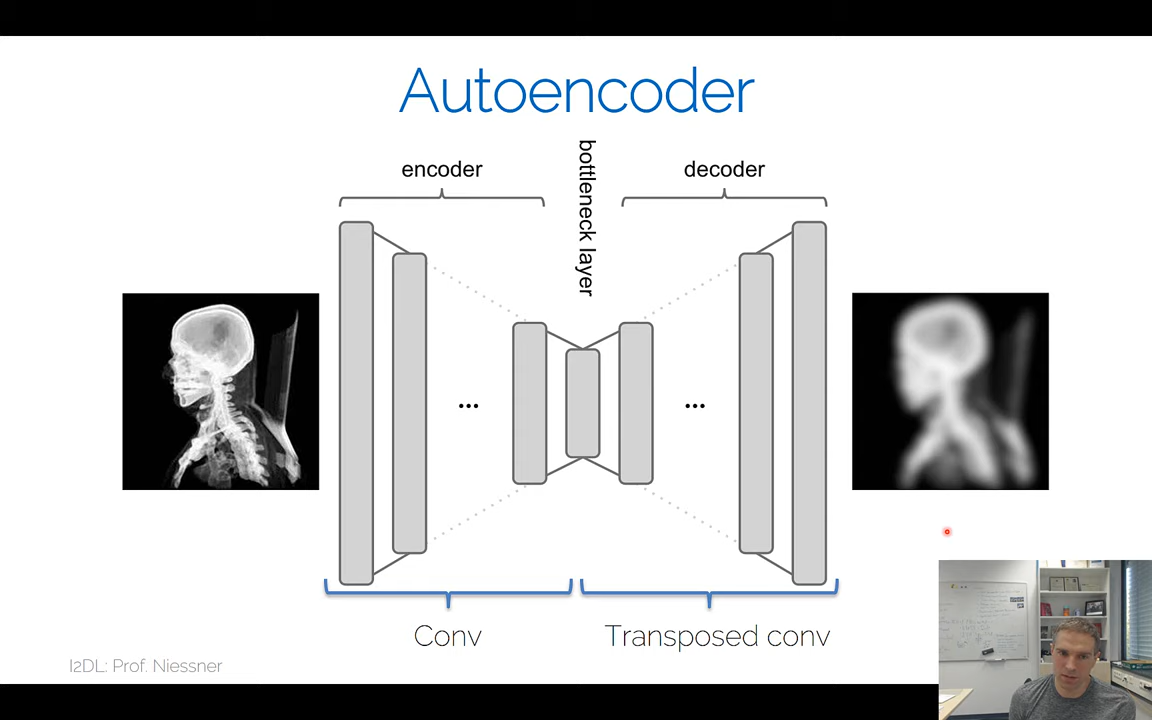 Autoencoder
encoder
bottleneck layer
decoder
...
...
Conv
Transposed conv
I2DL: Prof. Niessner